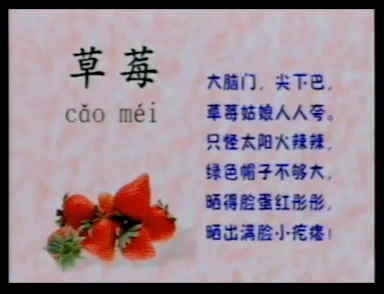 草莓
cǎo méi
大脑门，尖下巴，
草莓姑娘人人夸。
只怪太阳火辣辣，
绿色帽子不够大，
晒得脸蛋红彤彤，
晒出满脸小疙瘩！